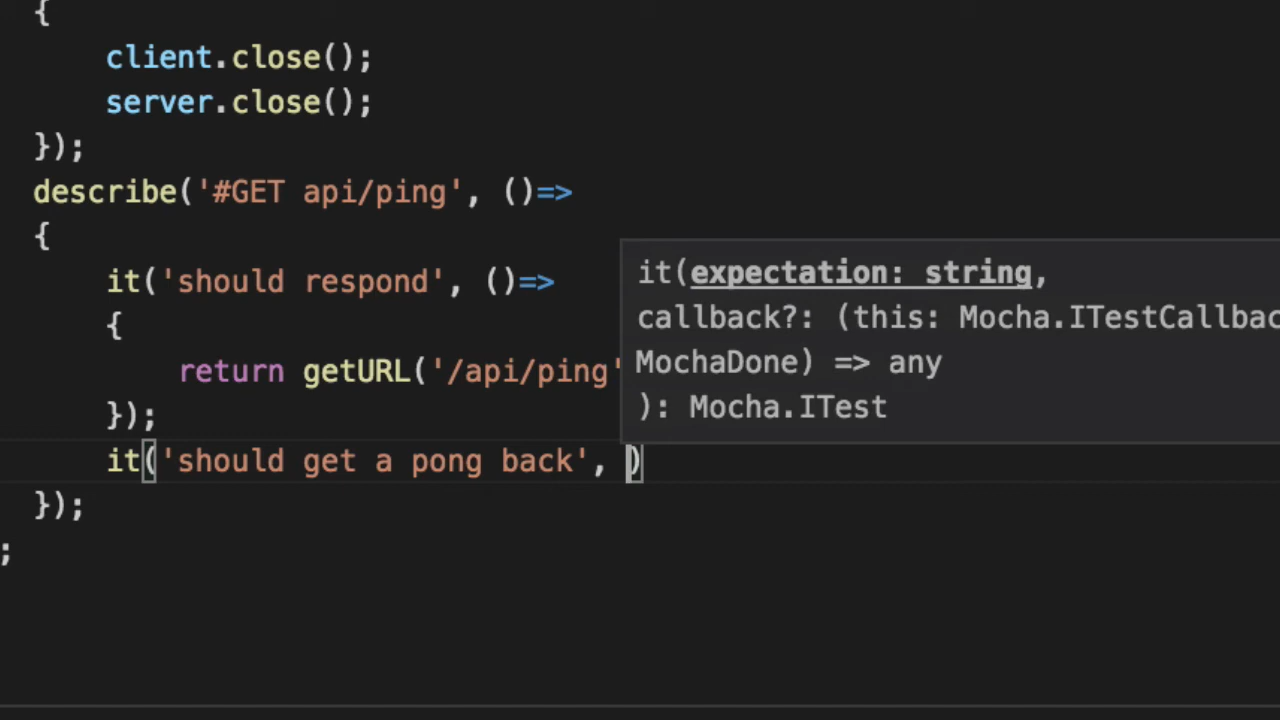 {
client.close();
server.close();
});
describe('#GET api/ping', ()=>
{
it('should respond', ()=>
{
return getURL('/api/ping'
});
it('should get a pong back', )
});
;
it(expectation: string,
callback?: (this: Mocha.ITestCallbac
MochaDone) => any
): Mocha.ITest